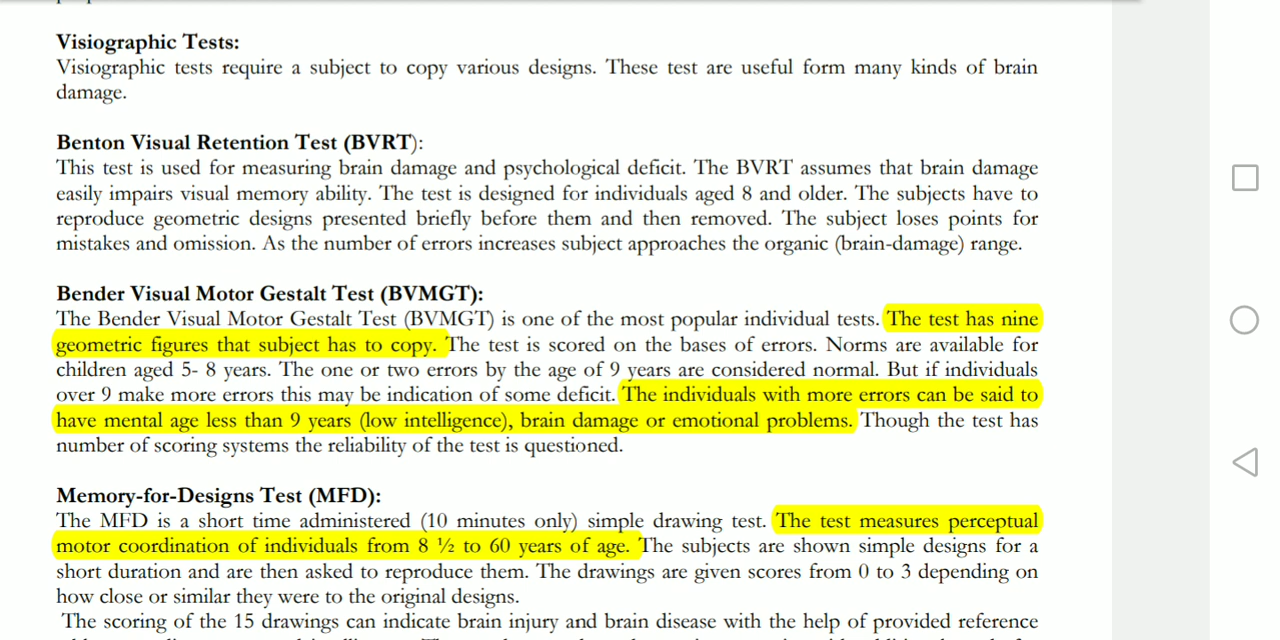 Visiographic Tests:
Visiographic tests require a subject to copy various designs. These test are useful form many kinds of brain
damage.
Benton Visual Retention Test (BVRT):
This test is used for measuring brain damage and psychological deficit. The BVRT assumes that brain damage
easily impairs visual memory ability. The test is designed for individuals aged 8 and older. The subjects have to
reproduce geometric designs presented briefly before them and then removed. The subject loses points for
mistakes and omission. As the number of errors increases subject approaches the organic (brain-damage) range.
Bender Visual Motor Gestalt Test (BVMGT):
The Bender Visual Motor Gestalt Test (BVMGT) is one of the most popular individual tests. The test has nine
geometric figures that subject has to copy. The test is scored on the bases of errors. Norms are available for
children aged 5- 8 years. The one or two errors by the age of 9 years are considered normal. But if individuals
over 9 make more errors this may be indication of some deficit. The individuals with more errors can be said to
have mental age less than 9 years (low intelligence), brain damage or emotional problems. Though the test has
number of scoring systems the reliability of the test is questioned.
Memory-for-Designs Test (MFD):
The MFD is a short time administered (10 minutes only) simple drawing test. The test measures perceptual
motor coordination of individuals from 8 ½ to 60 years of age. The subjects are shown simple designs for a
short duration and are then asked to reproduce them. The drawings are given scores from 0 to 3 depending on
how close or similar they were to the original designs.
The scoring of the 15 drawings can indicate brain injury and brain disease with the help of provided reference